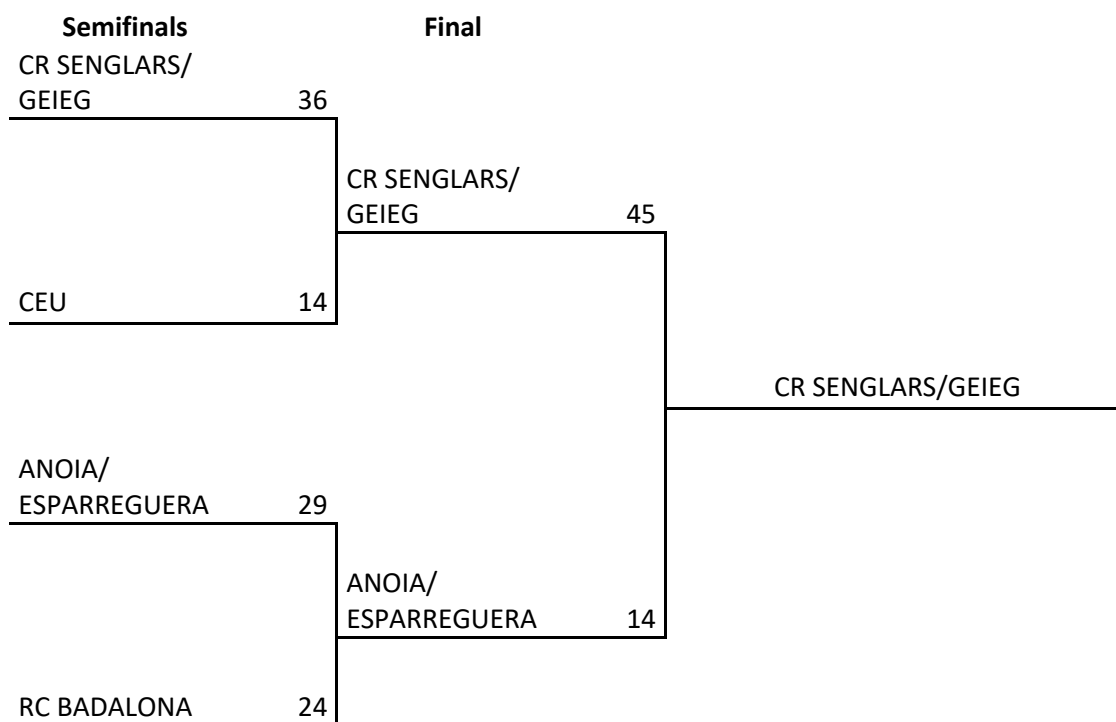 Semifinals Final
CR SENGLARS/
GEIEG 36
CR SENGLARS/
GEIEG 45
CEU 14
CR SENGLARS/GEIEG
ANOIA/
ESPARREGUERA 29
ANOIA/
ESPARREGUERA 14
RC BADALONA 24